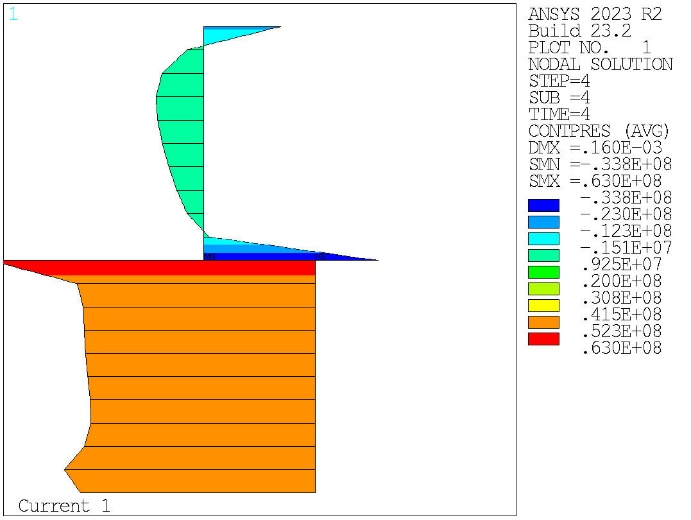 1
ANSYS 2023 R2
Build 23.2
PLOT NO.   1
NODAL SOLUTION
STEP=4
SUB =4
TIME=4
CONTPRES (AVG)
DMX =.160E-03
SMN =-.338E+08
SMX =.630E+08
-.338E+08
-.230E+08
-.123E+08
-.151E+07
.925E+07
.200E+08
.308E+08
.415E+08
.523E+08
.630E+08
Current 1